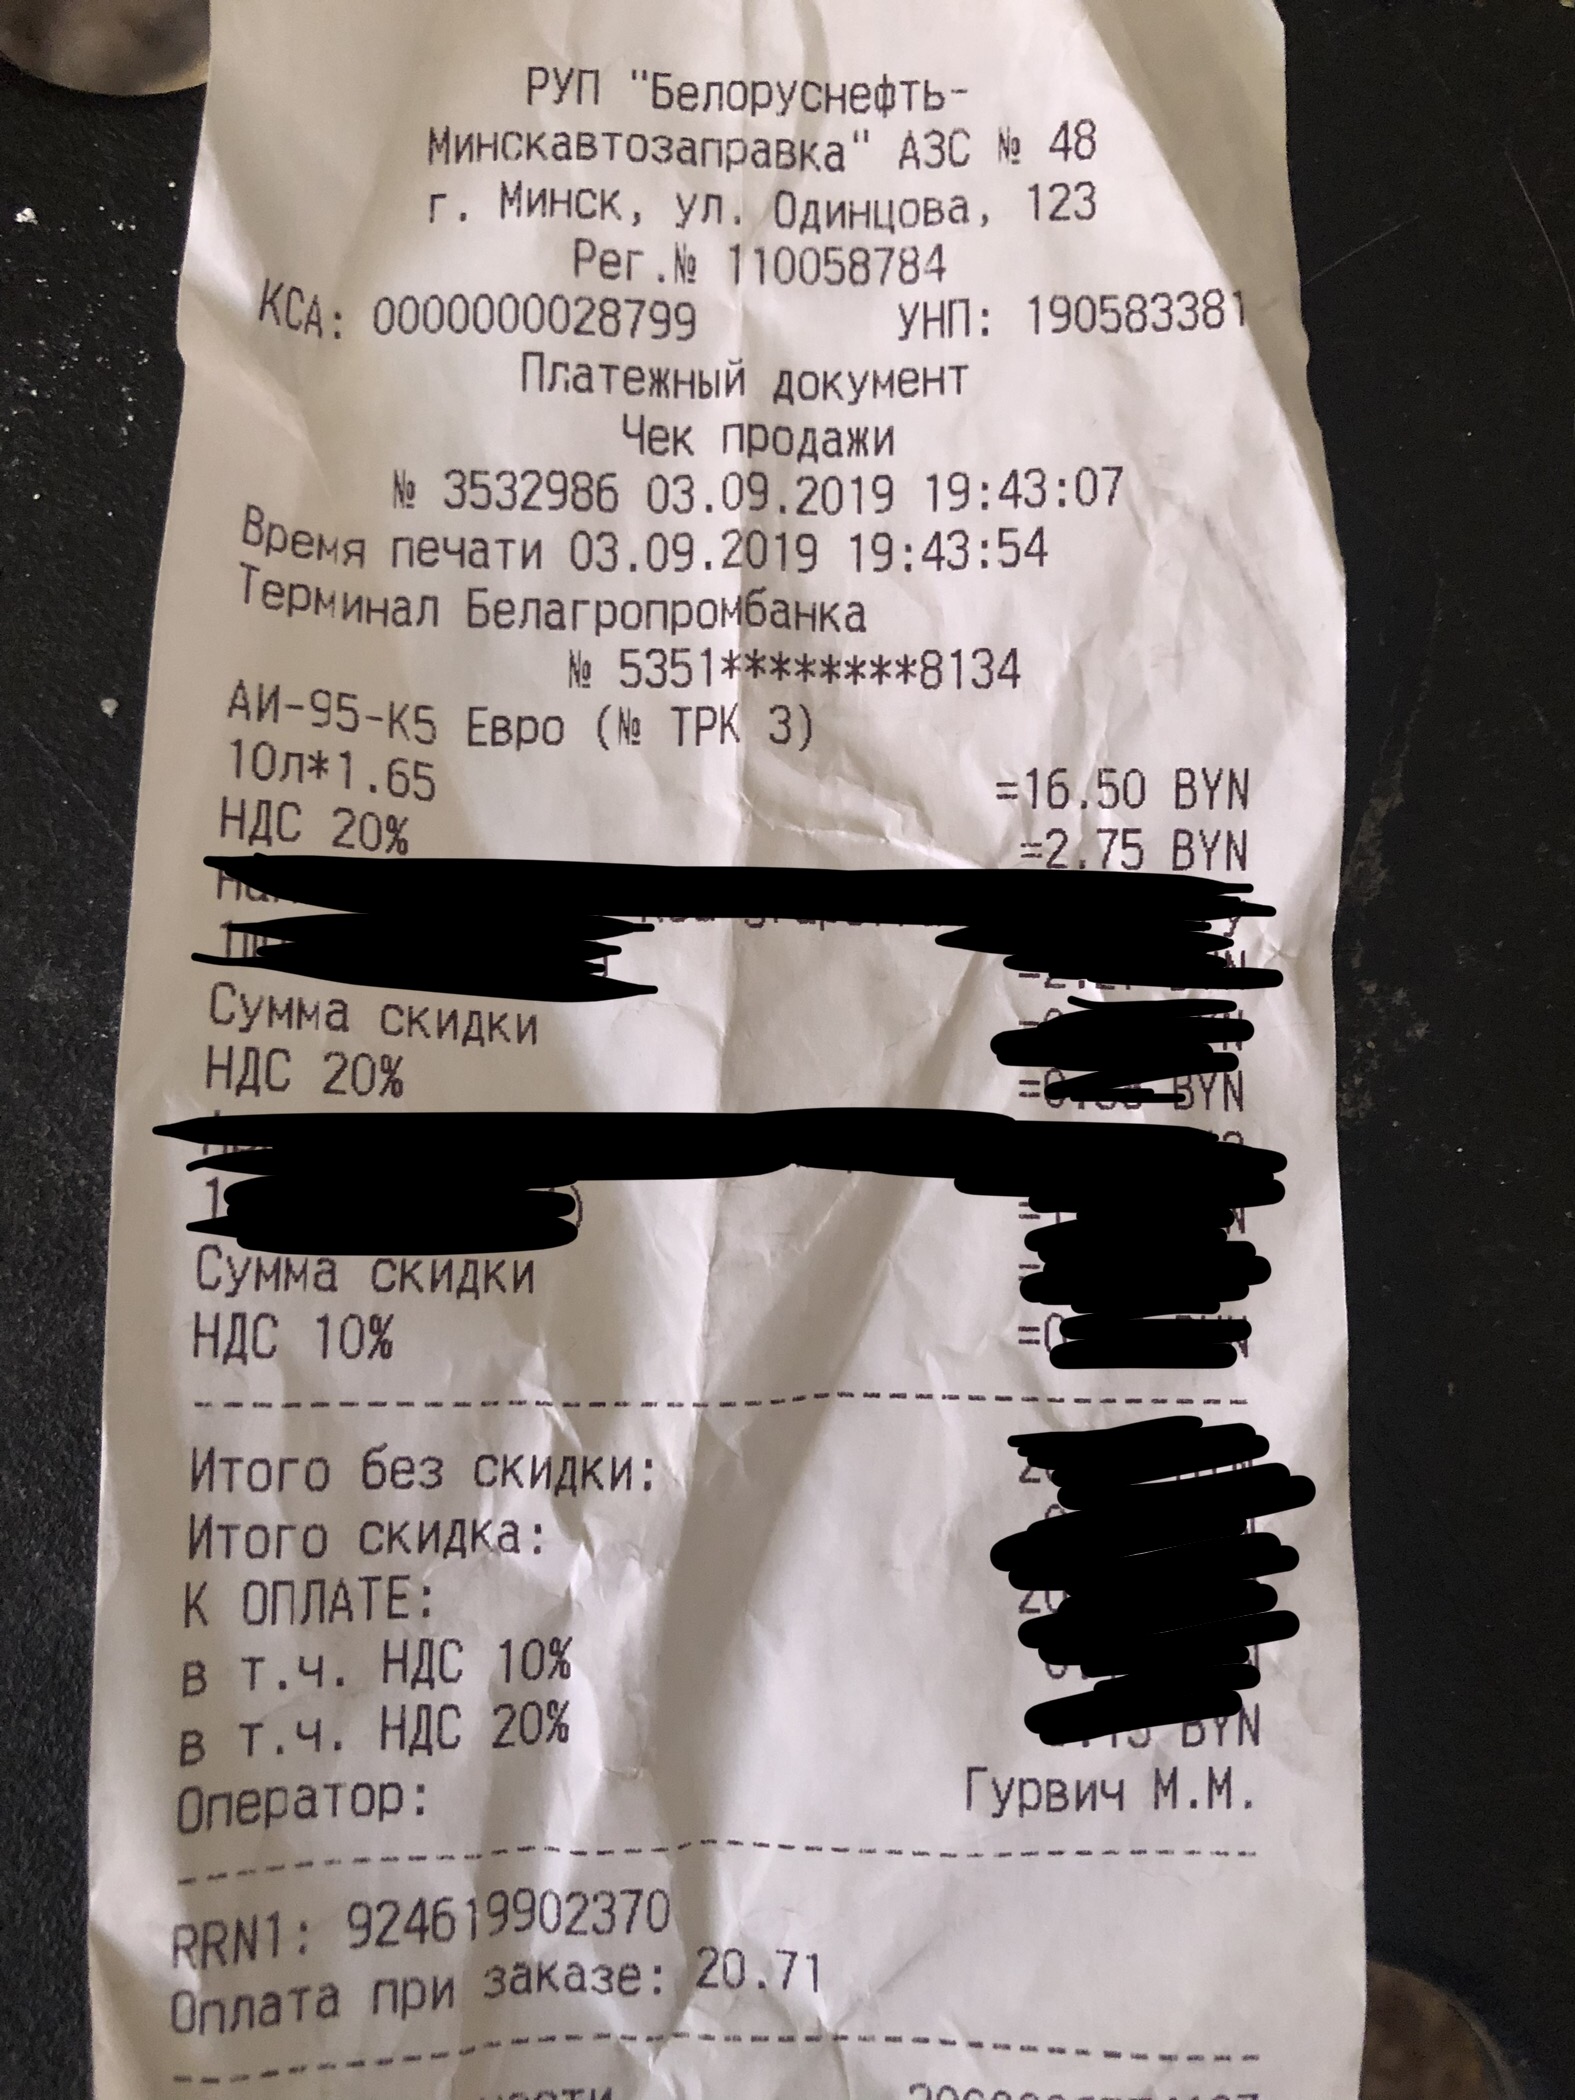 РУП "Белоруснефть-
Минскавтозаправка" АЗС № 48
г. Минск, ул. Одинцова, 123
Рег.№ 110058784
КСА: 0000000028799 УНП: 190583381
Платежный документ
Чек продажи
№ 3532986 03.09.2019 19:43:07
Время печати 03.09.2019 19:43:54
Терминал Белагропромбанка
№ 5351********8134
АИ-95-К5 Евро (№ ТРК 3)
10л*1.65 =16.50 BYN
НДС 20% =2.75 BYN
Сумма скидки
НДС 20% BYN
Сумма скидки
НДС 10%
Итого без скидки:
Итого скидка:
К ОПЛАТЕ:
в т.ч. НДС 10%
в т.ч. НДС 20% BYN
Оператор: Гурвич М.М.
RRN1: 924619902370
Оплата при заказе: 20.71